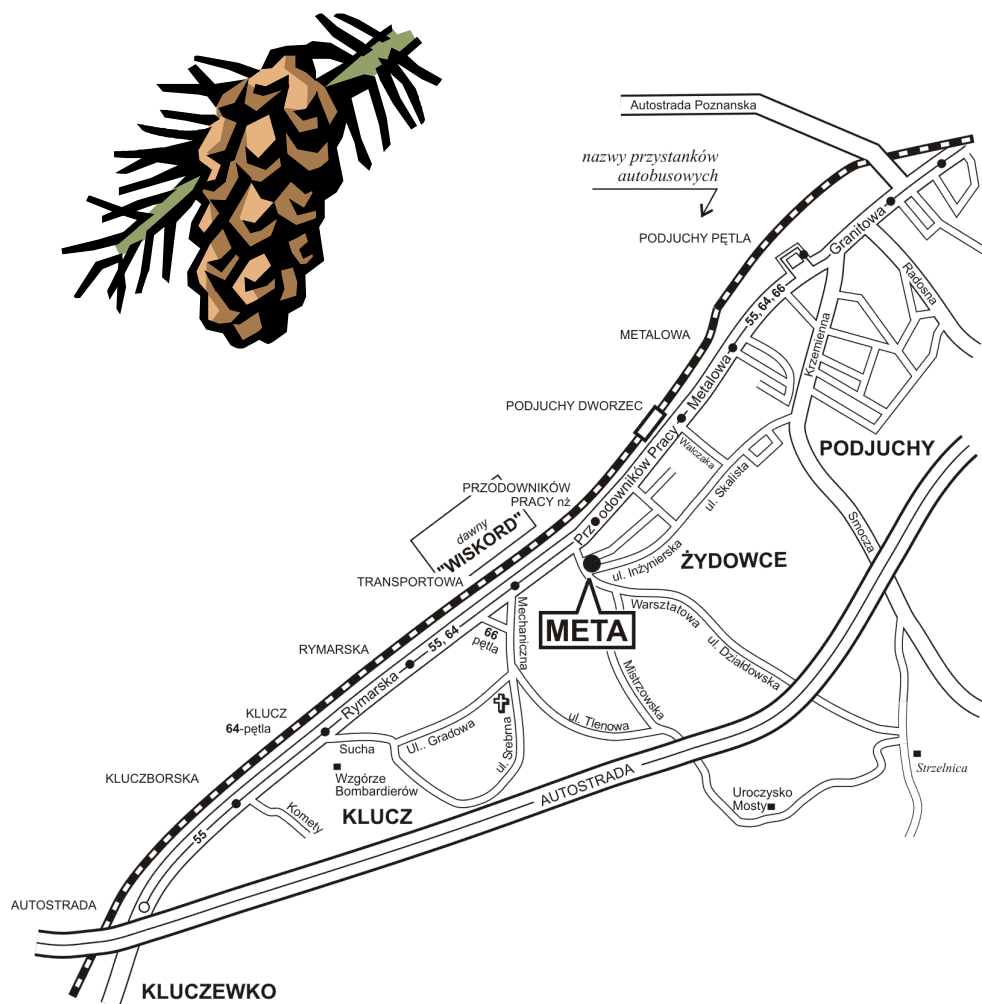 Autostrada Poznanska
nazwy przystanków
autobusowych
PODJUCHY PĘTLA
Granitowa
Radosna
55, 64, 66
METALOWA
Krzemienna
Metalowa
PODJUCHY DWORZEC
PODJUCHY
Walczaka
Przodowników Pracy
ul. Skalista
PRZODOWNIKÓW
PRACY nż
Smocza
dawny
"WISKORD"
ŻYDOWCE
ul. Inżynierska
TRANSPORTOWA
Mechaniczna
Warsztatowa
META
55, 64
66
pętla
ul. Działdowska
RYMARSKA
Mistrzowska
Rymarska
KLUCZ
64-pętla
ul. Tlenowa
Ul.. Gradowa
ul. Srebrna
Sucha
Strzelnica
KLUCZBORSKA
Wzgórze
Bombardierów
AUTOSTRADA
Uroczysko
Mosty
KLUCZ
Komety
55
AUTOSTRADA
KLUCZEWKO